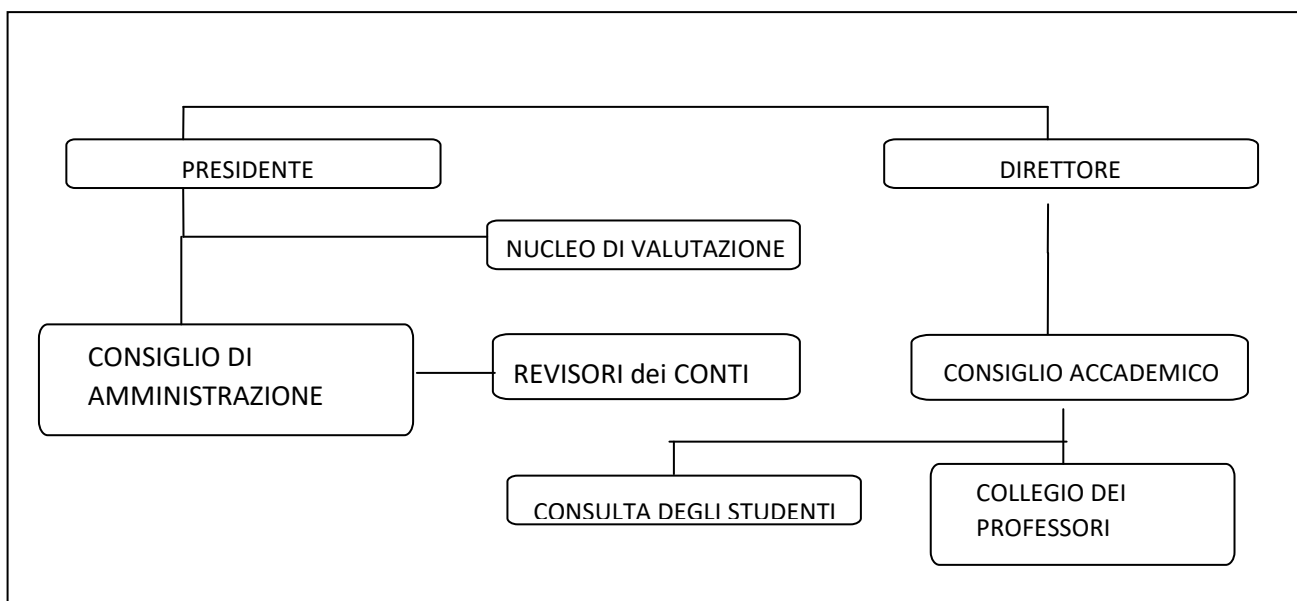 PRESIDENTE
DIRETTORE
NUCLEO DI VALUTAZIONE
CONSIGLIO DI
AMMINISTRAZIONE
REVISORI dei CONTI
CONSIGLIO ACCADEMICO
CONSULTA DEGLI STUDENTI
COLLEGIO DEI
PROFESSORI